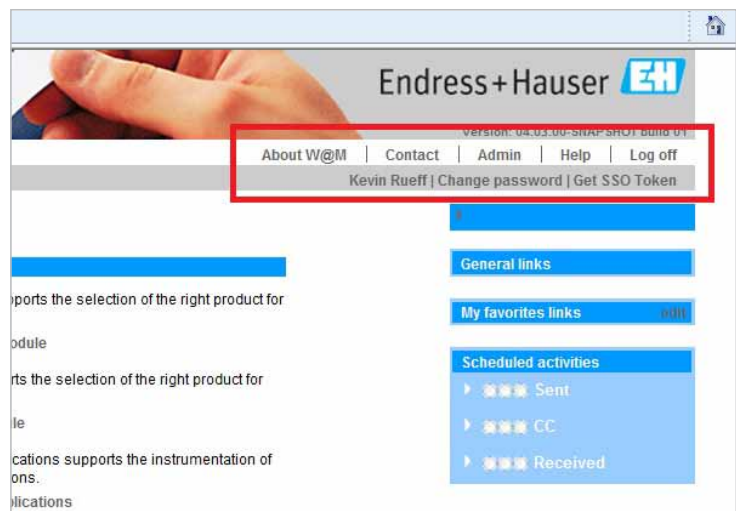 Endress+Hauser EH
Version: 04.03.00-SNAPSHOT build 01
About W@M | Contact | Admin | Help | Log off
Kevin Rueff | Change password | Get SSO Token
General links
ports the selection of the right product for
My favorites links edit
odule
Scheduled activities
rts the selection of the right product for
Sent
le
CC
cations supports the instrumentation of
Received
ons.
plications